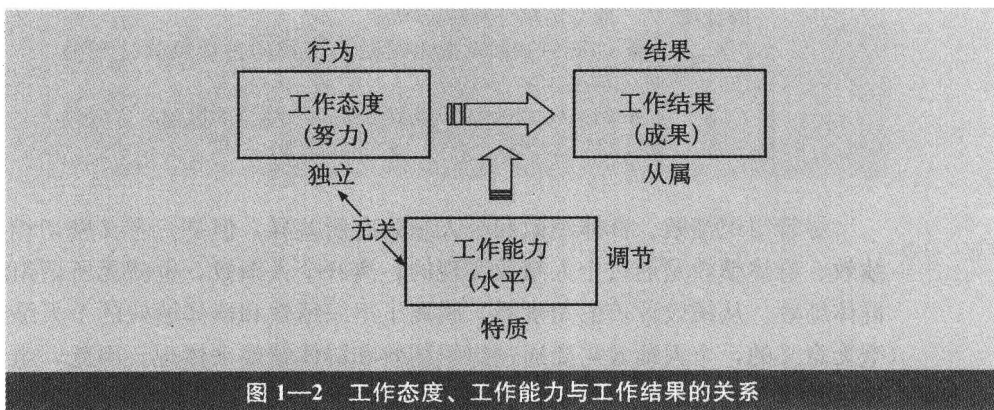 行为
结果
工作态度
(努力)
工作结果
(成果)
独立
从属
无关
工作能力
(水平)
调节
特质
图 1—2 工作态度、工作能力与工作结果的关系